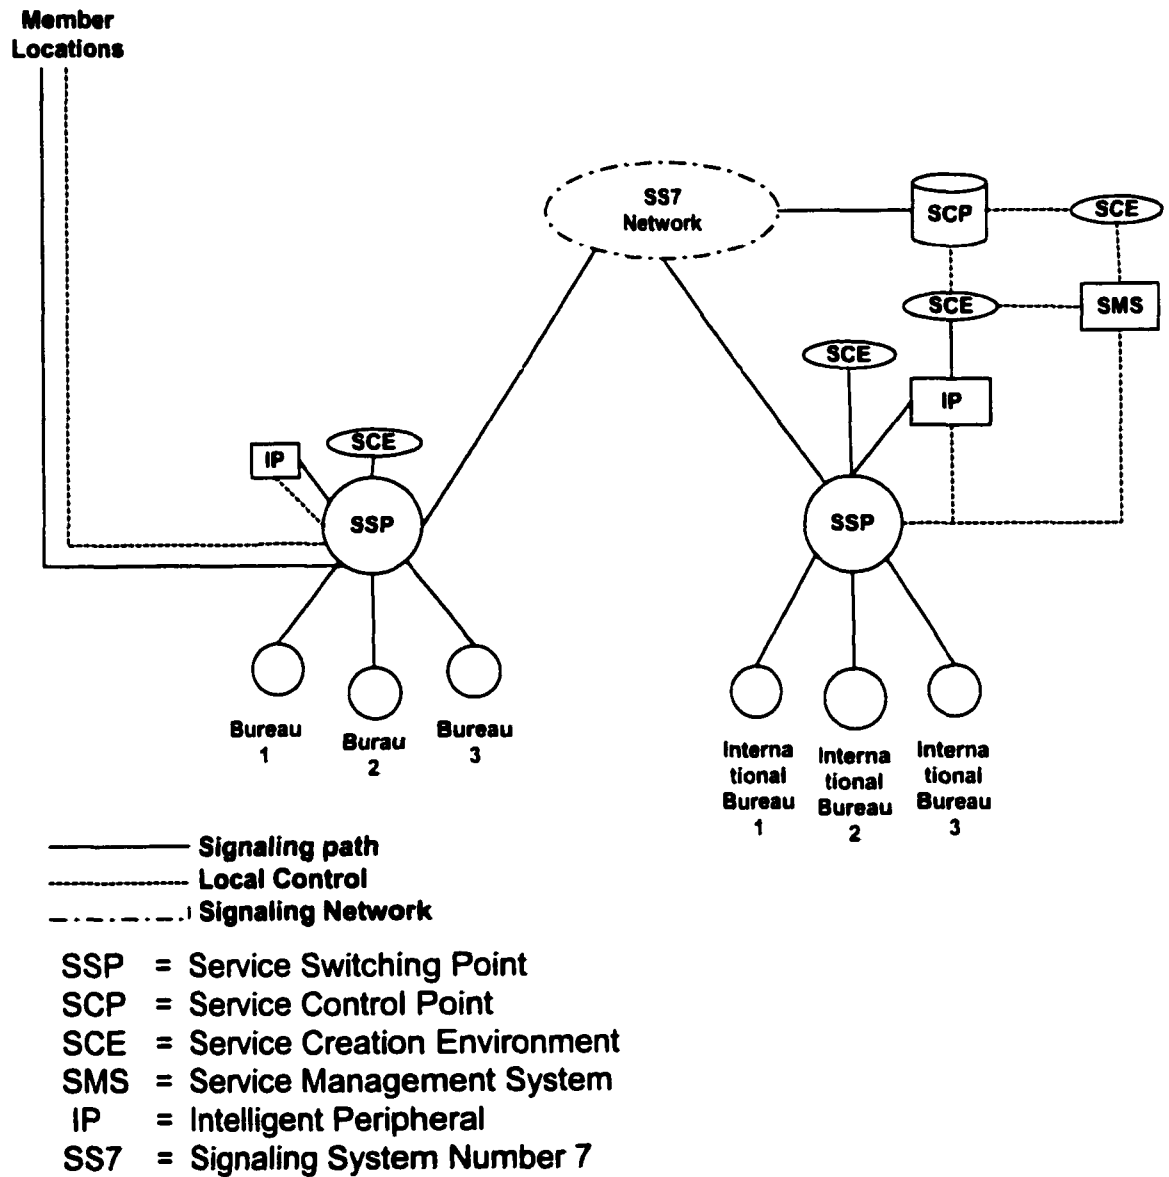 Member
Locations
SS7
Network
SCP
SCE
SCE
SMS
SCE
IP
IP
SCE
SSP
SSP
Bureau
1
Burau
2
Bureau
3
Interna
tional
Bureau
1
Interna
tional
Bureau
2
Interna
tional
Bureau
3
Signaling path
Local Control
Signaling Network
SSP = Service Switching Point
SCP = Service Control Point
SCE = Service Creation Environment
SMS = Service Management System
IP = Intelligent Peripheral
SS7 = Signaling System Number 7